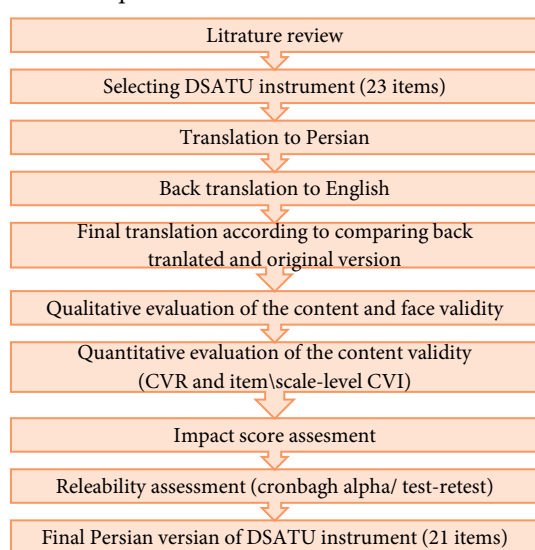 Litrature review
Selecting DSATU instrument (23 items)
Translation to Persian
Back translation to English
Final translation according to comparing back
tranlated and original version
Qualitative evaluation of the content and face validity
Quantitative evaluation of the content validity
(CVR and item\scale-level CVI)
Impact score assesment
Releability assessment (cronbagh alpha/ test-retest)
Final Persian versian of DSATU instrument (21 items)